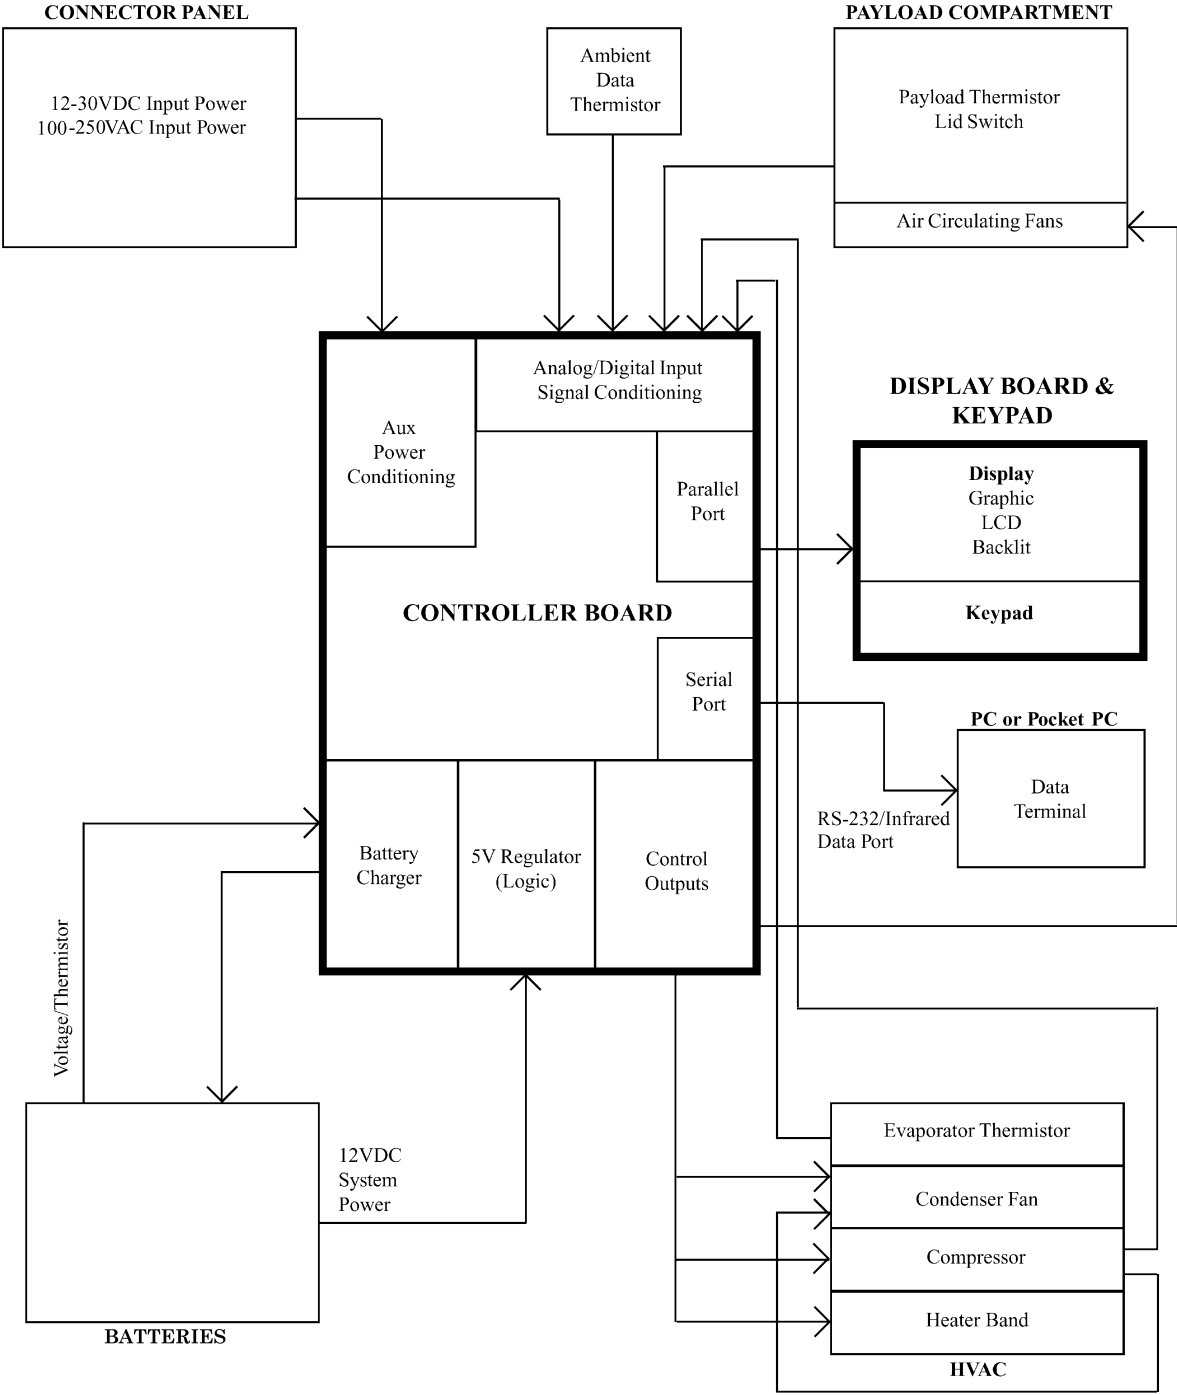 CONNECTOR PANEL
12-30VDC Input Power
100-250VAC Input Power
Ambient
Data
Thermistor
PAYLOAD COMPARTMENT
Payload Thermistor
Lid Switch
Air Circulating Fans
Analog/Digital Input
Signal Conditioning
Aux
Power
Conditioning
Parallel
Port
CONTROLLER BOARD
Serial
Port
Battery
Charger
5V Regulator
(Logic)
Control
Outputs
DISPLAY BOARD &
KEYPAD
Display
Graphic
LCD
Backlit
Keypad
PC or Pocket PC
Data
Terminal
RS-232/Infrared
Data Port
Voltage/Thermistor
12VDC
System
Power
BATTERIES
Evaporator Thermistor
Condenser Fan
Compressor
Heater Band
HVAC